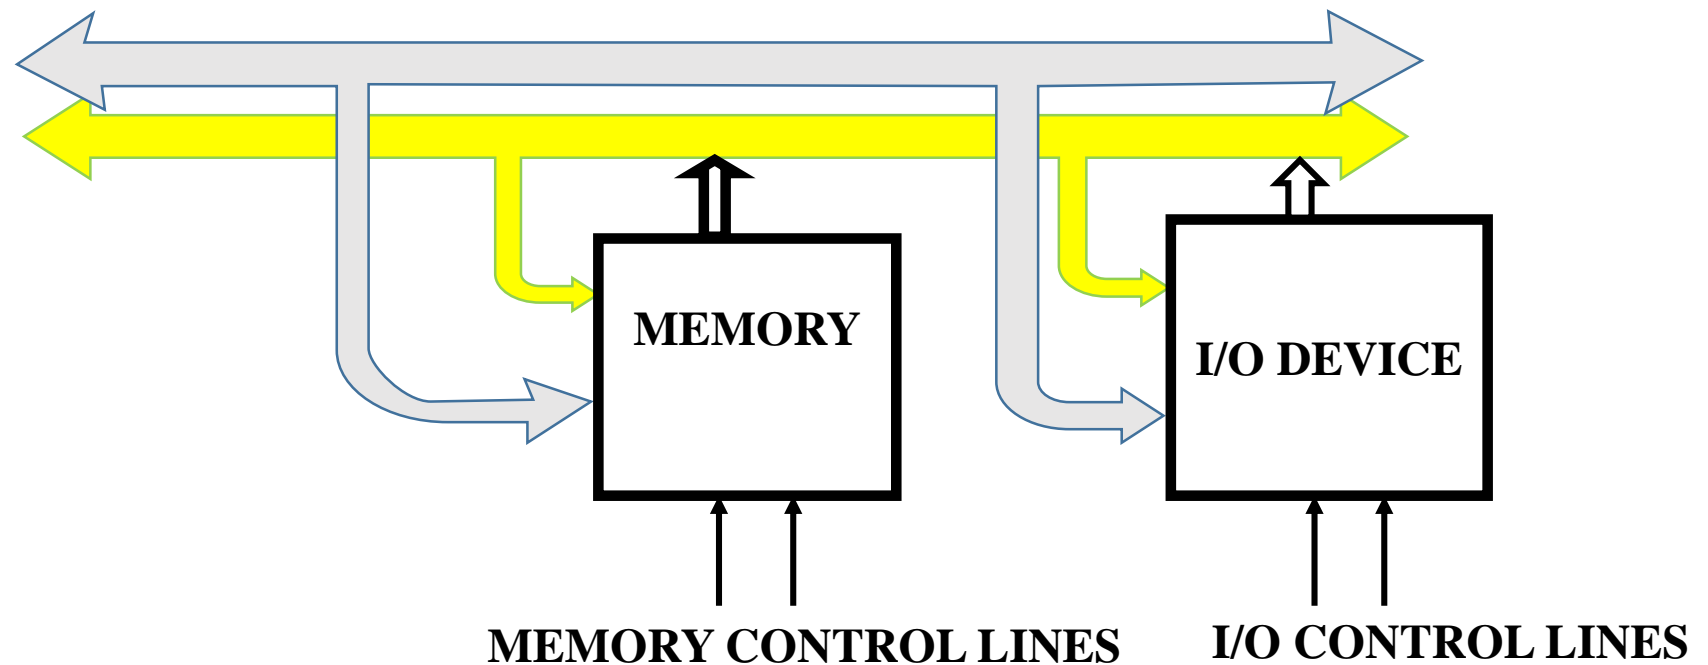 MEMORY
I/O DEVICE
MEMORY CONTROL LINES
I/O CONTROL LINES